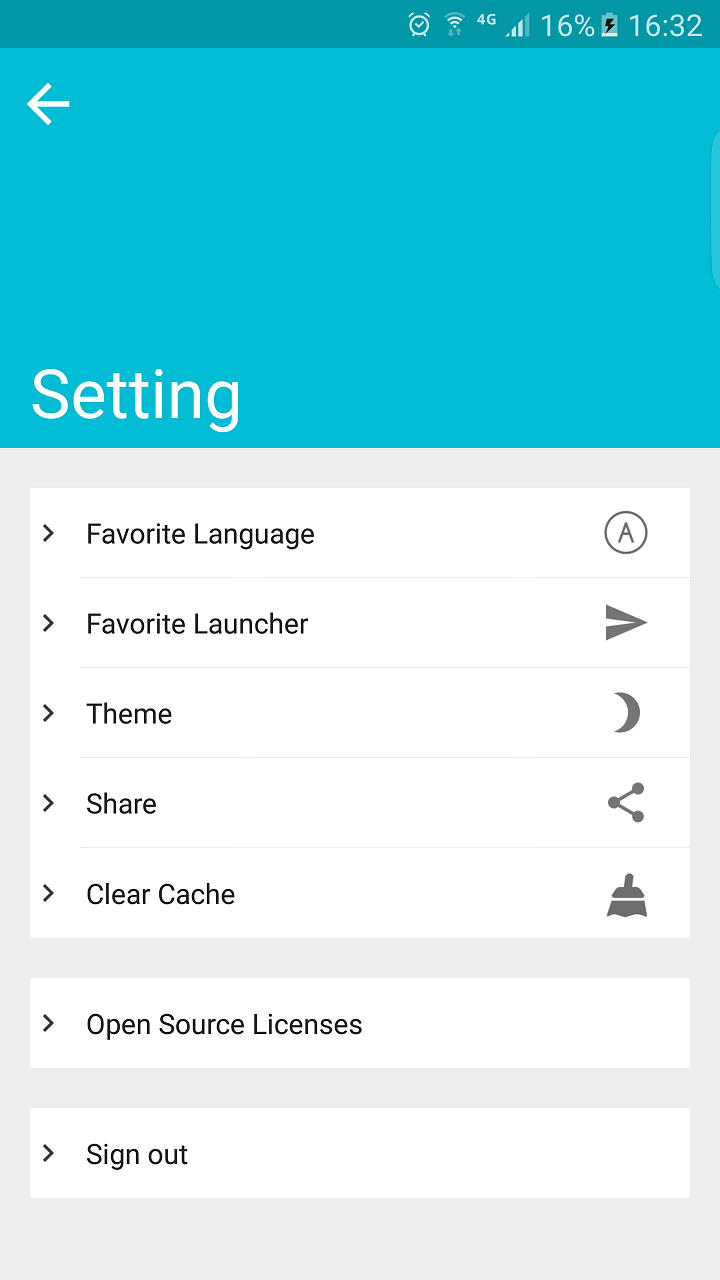 4G 16% 16:32
Setting
Favorite Language A
Favorite Launcher
Theme
Share
Clear Cache
Open Source Licenses
Sign out